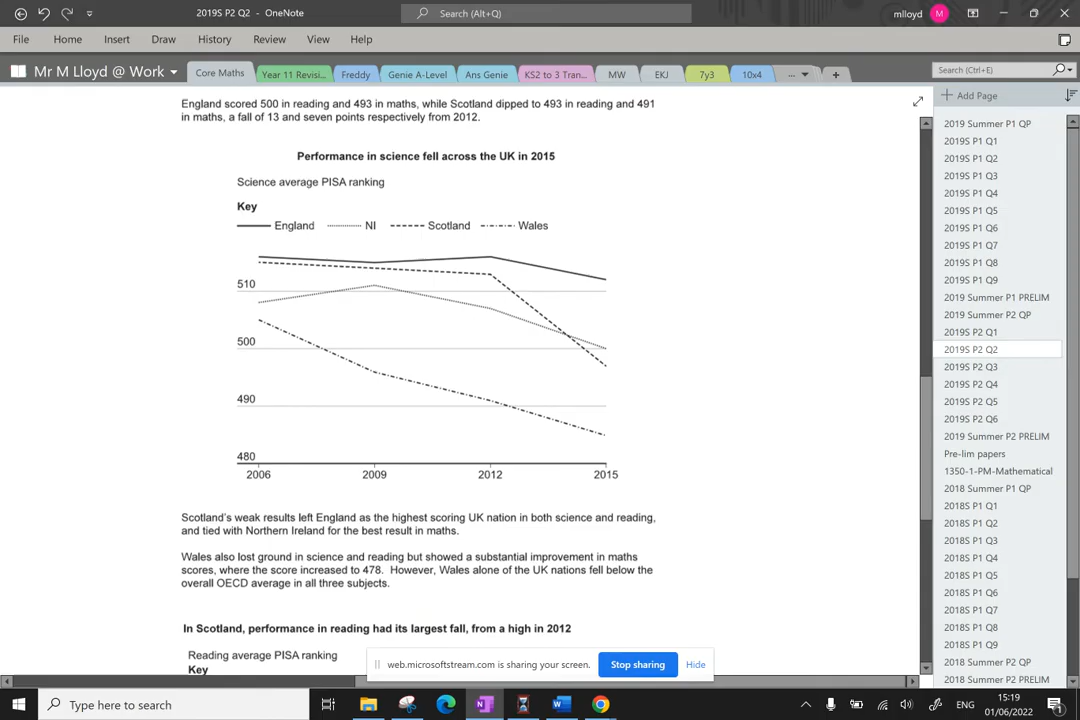 2019S P2 Q2 - OneNote
Search (Alt+Q)
mlloyd
M
File Home Insert Draw History Review View Help
Mr M Lloyd @ Work
Core Maths
Year 11 Revisi...
Freddy
Genie A-Level
Ans Genie
KS2 to 3 Tran...
MW
EKJ
7y3
10x4
...
+
Search (Ctrl+E)
England scored 500 in reading and 493 in maths, while Scotland dipped to 493 in reading and 491
in maths, a fall of 13 and seven points respectively from 2012.
Performance in science fell across the UK in 2015
Science average PISA ranking
Key
England NI Scotland Wales
510
500
490
480
2006 2009 2012 2015
Scotland's weak results left England as the highest scoring UK nation in both science and reading,
and tied with Northern Ireland for the best result in maths.
Wales also lost ground in science and reading but showed a substantial improvement in maths
scores, where the score increased to 478. However, Wales alone of the UK nations fell below the
overall OECD average in all three subjects.
In Scotland, performance in reading had its largest fall, from a high in 2012
Reading average PISA ranking
Key
Add Page
2019 Summer P1 QP
2019S P1 Q1
2019S P1 Q2
2019S P1 Q3
2019S P1 Q4
2019S P1 Q5
2019S P1 Q6
2019S P1 Q7
2019S P1 Q8
2019S P1 Q9
2019 Summer P1 PRELIM
2019 Summer P2 QP
2019S P2 Q1
2019S P2 Q2
2019S P2 Q3
2019S P2 Q4
2019S P2 Q5
2019S P2 Q6
2019 Summer P2 PRELIM
Pre-lim papers
1350-1-PM-Mathematical
2018 Summer P1 QP
2018S P1 Q1
2018S P1 Q2
2018S P1 Q3
2018S P1 Q4
2018S P1 Q5
2018S P1 Q6
2018S P1 Q7
2018S P1 Q8
2018S P1 Q9
2018 Summer P2 QP
2018 Summer P2 PRELIM
web.microsoftstream.com is sharing your screen.
Stop sharing
Hide
Type here to search
ENG
15:19
01/06/2022